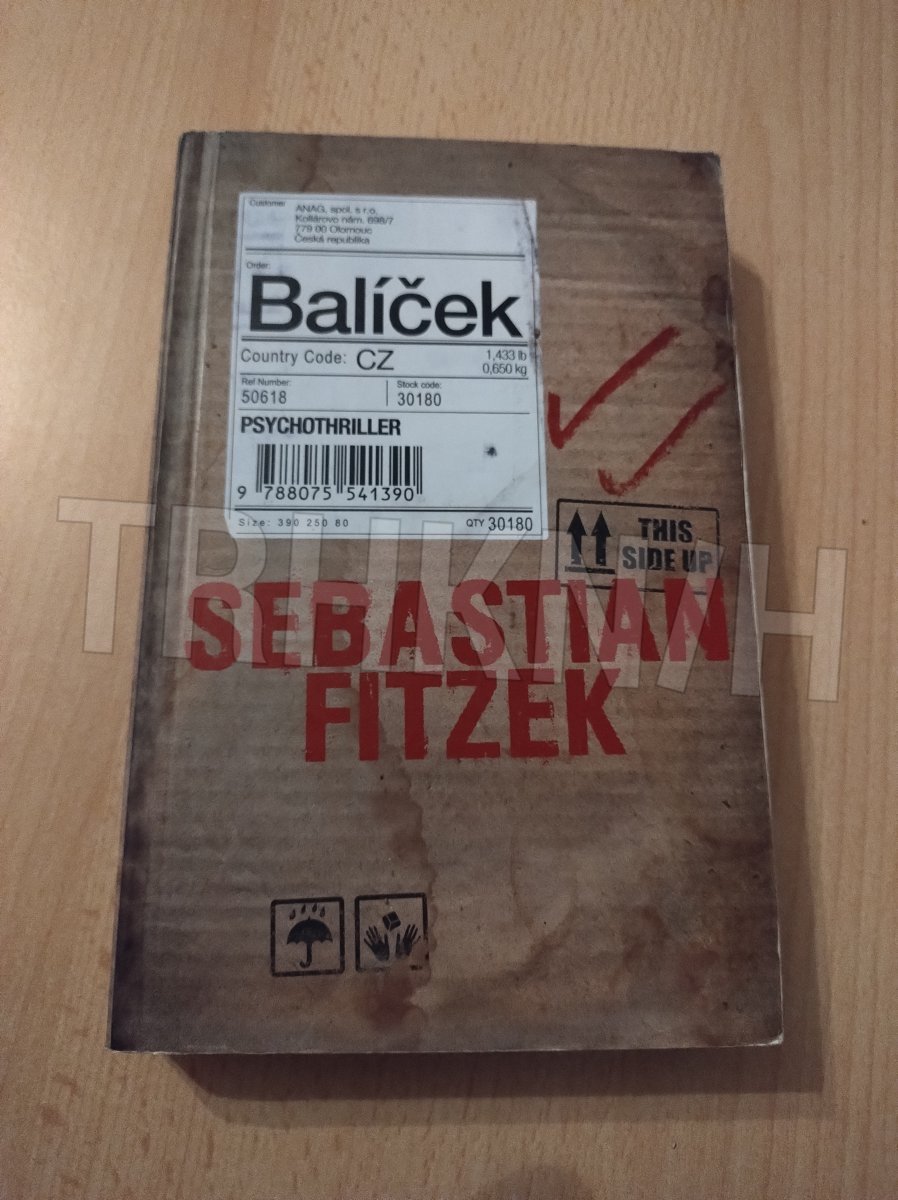 Customer
ANAG, spol. s r.o.
Kollárovo nám. 698/7
779 00 Olomouc
Česká republika
Order:
Balíček
Country Code: CZ
1,433 lb
0,650 kg
Ref Number:
50618
Stock code:
30180
PSYCHOTHRILLER
9 788075 541390
Size: 390 250 80
QTY 30180
THIS
SIDE UP
SEBASTIAN
FITZEK